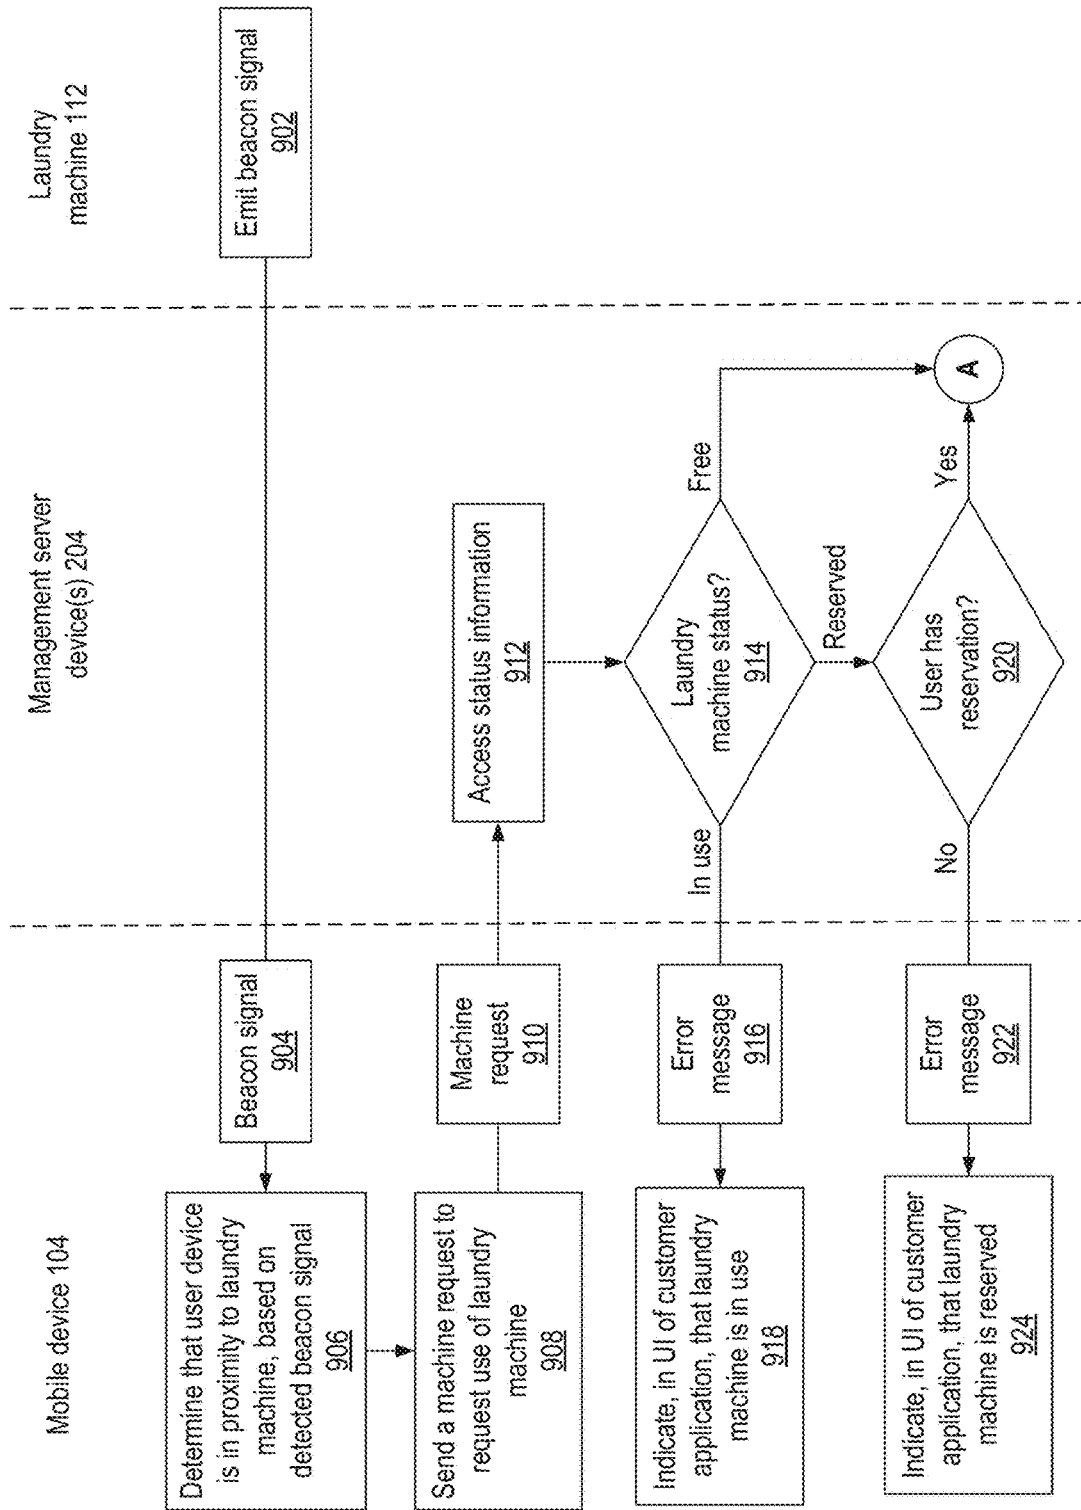 Mobile device 104
Management server
device(s) 204
Laundry
machine 112
Determine that user device
is in proximity to laundry
machine, based on
detected beacon signal
906
Beacon signal
904
Emit beacon signal
902
Send a machine request to
request use of laundry
machine
908
Machine
request
910
Access status information
912
Indicate, in UI of customer
application, that laundry
machine is in use
918
Error
message
916
In use
Laundry
machine status?
914
Free
Reserved
Indicate, in UI of customer
application, that laundry
machine is reserved
924
Error
message
922
No
User has
reservation?
920
Yes
A